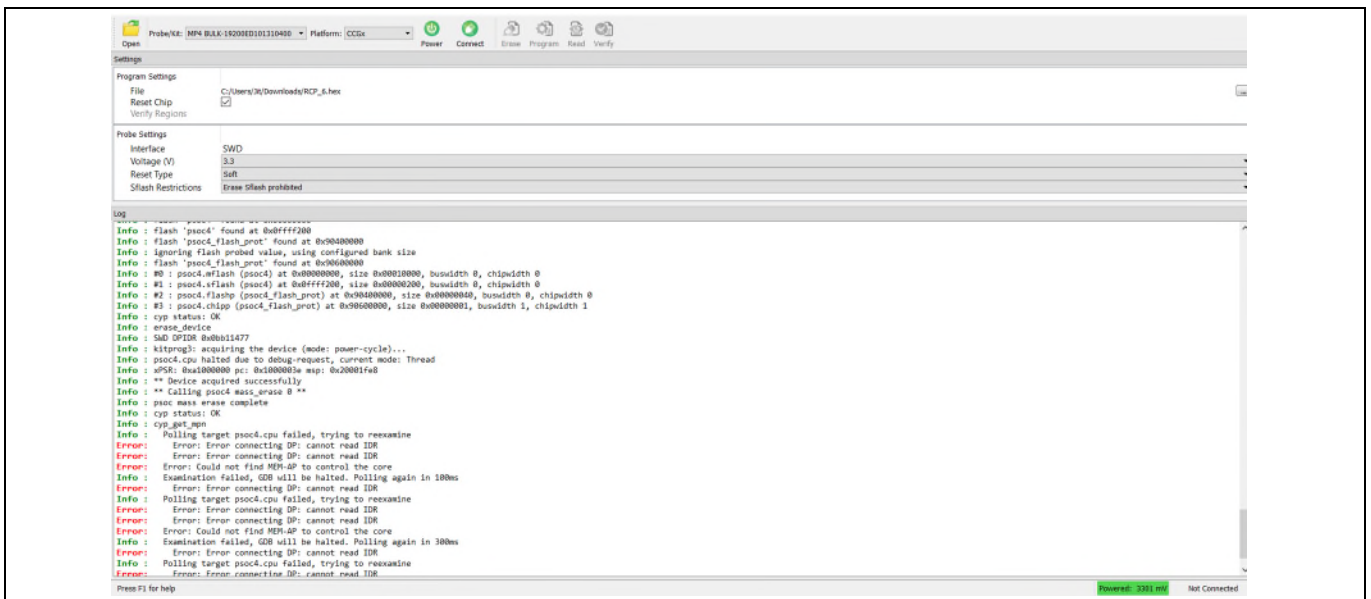 Open
Probe/Kit: MP4 BULK-19200ED101310400 Platform: CCGx
Power Connect Erase Program Read Verify
Settings
Program Settings
File C:/Users/Jit/Downloads/RCP_6.hex ...
Reset Chip
Verify Regions
Probe Settings
Interface SWD
Voltage (V) 3.3
Reset Type Soft
Sflash Restrictions Erase Sflash prohibited
Log
Info : flash 'psoc4' found at 0x0ffff200
Info : flash 'psoc4_flash_prot' found at 0x90400000
Info : ignoring flash probed value, using configured bank size
Info : flash 'psoc4_flash_prot' found at 0x90600000
Info : #0 : psoc4.mflash (psoc4) at 0x00000000, size 0x00010000, buswidth 0, chipwidth 0
Info : #1 : psoc4.sflash (psoc4) at 0x0ffff200, size 0x00000200, buswidth 0, chipwidth 0
Info : #2 : psoc4.flashp (psoc4_flash_prot) at 0x90400000, size 0x00000040, buswidth 0, chipwidth 0
Info : #3 : psoc4.chipp (psoc4_flash_prot) at 0x90600000, size 0x00000001, buswidth 1, chipwidth 1
Info : cyp status: OK
Info : erase_device
Info : SWD DPIDR 0x0bb11477
Info : kitprog3: acquiring the device (mode: power-cycle)...
Info : psoc4.cpu halted due to debug-request, current mode: Thread
Info : xPSR: 0xa1000000 pc: 0x1000003e msp: 0x20001fe8
Info : ** Device acquired successfully
Info : ** Calling psoc4 mass_erase 0 **
Info : psoc mass erase complete
Info : cyp status: OK
Info : cyp_get_mpn
Info : Polling target psoc4.cpu failed, trying to reexamine
Error: Error: Error connecting DP: cannot read IDR
Error: Error: Error connecting DP: cannot read IDR
Error: Error: Could not find MEM-AP to control the core
Info : Examination failed, GDB will be halted. Polling again in 100ms
Error: Error: Error connecting DP: cannot read IDR
Info : Polling target psoc4.cpu failed, trying to reexamine
Error: Error: Error connecting DP: cannot read IDR
Error: Error: Error connecting DP: cannot read IDR
Error: Error: Could not find MEM-AP to control the core
Info : Examination failed, GDB will be halted. Polling again in 300ms
Error: Error: Error connecting DP: cannot read IDR
Info : Polling target psoc4.cpu failed, trying to reexamine
Error: Error: Error connecting DP: cannot read IDR
Press F1 for help Powered: 3301 mV Not Connected